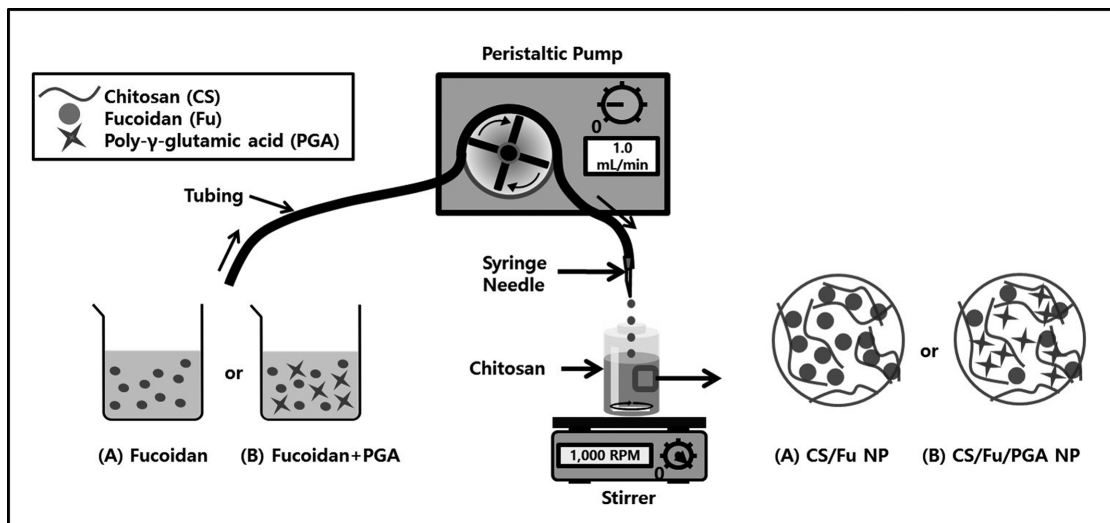 Peristaltic Pump
Chitosan (CS)
Fucoidan (Fu)
Poly-γ-glutamic acid (PGA)
0
1.0
mL/min
Tubing
Syringe
Needle
Chitosan
or
or
(A) Fucoidan
(B) Fucoidan+PGA
1,000 RPM
0
Stirrer
(A) CS/Fu NP
(B) CS/Fu/PGA NP